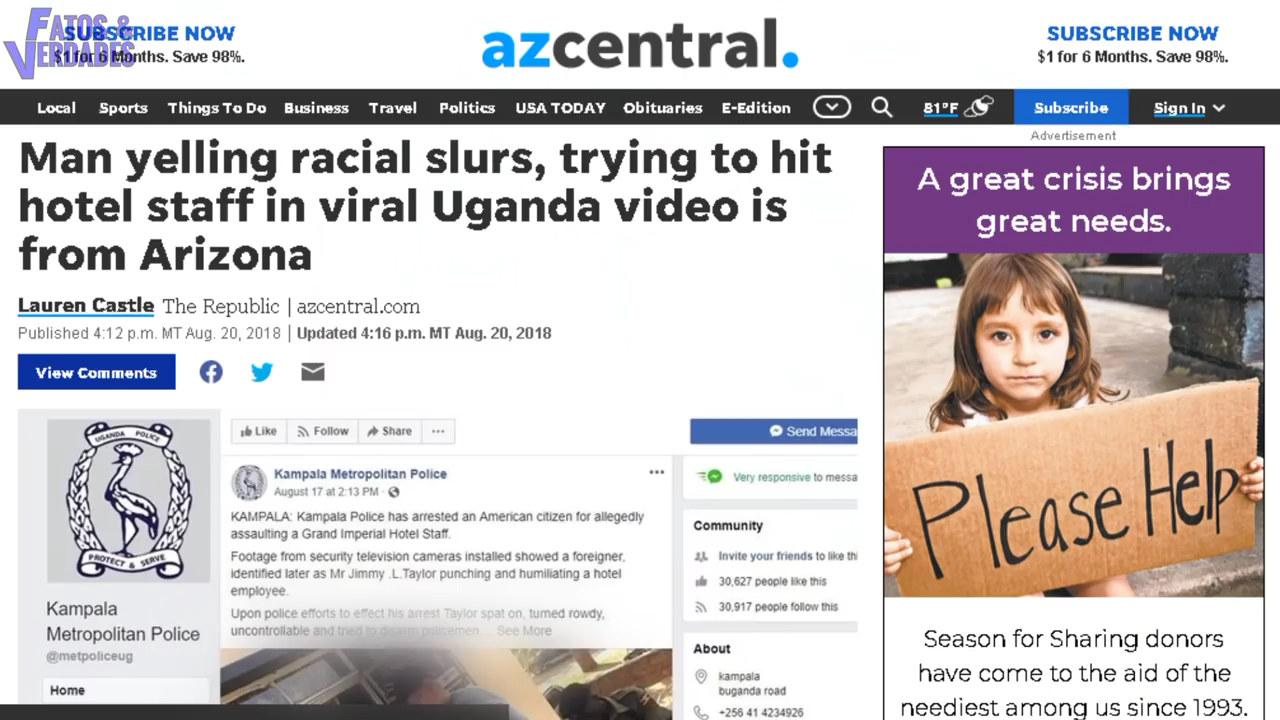 FATOS &
VERDADES
SUBSCRIBE NOW
$1 for 6 Months. Save 98%.
azcentral.
SUBSCRIBE NOW
$1 for 6 Months. Save 98%.
Local Sports Things To Do Business Travel Politics USA TODAY Obituaries E-Edition 81°F Subscribe Sign In
Advertisement
Man yelling racial slurs, trying to hit
hotel staff in viral Uganda video is
from Arizona
Lauren Castle The Republic | azcentral.com
Published 4:12 p.m. MT Aug. 20, 2018 | Updated 4:16 p.m. MT Aug. 20, 2018
View Comments
UGANDA POLICE
PROTECT & SERVE
Kampala
Metropolitan Police
@metpoliceug
Home
Like Follow Share ...
Kampala Metropolitan Police
August 17 at 2:13 PM ·
KAMPALA: Kampala Police has arrested an American citizen for allegedly
assaulting a Grand Imperial Hotel Staff.
Footage from security television cameras installed showed a foreigner,
identified later as Mr Jimmy .L.Taylor punching and humiliating a hotel
employee.
Upon police efforts to effect his arrest Taylor spat on, turned rowdy,
uncontrollable and tried to disarm policemen.... See More
Send Messa
Very responsive to messa
Community
Invite your friends to like thi
30,627 people like this
30,917 people follow this
About
kampala
buganda road
+256 41 4234926
A great crisis brings
great needs.
Please Help
Season for Sharing donors
have come to the aid of the
neediest among us since 1993.